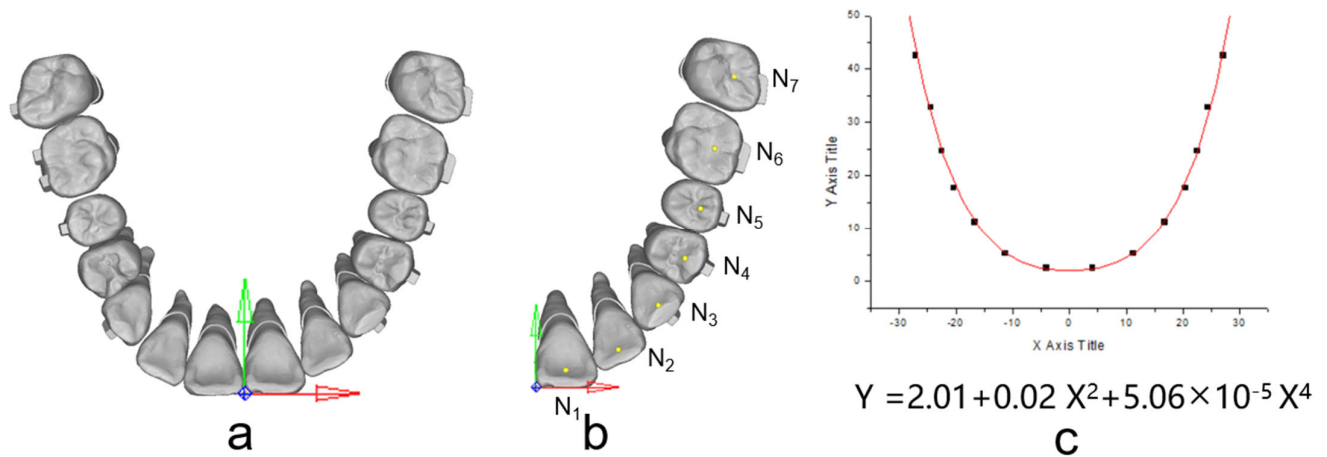 N7
N6
N5
N4
N3
N2
N1
a
b
50
40
30
20
10
0
Y Axis Title
-30 -20 -10 0 10 20 30
X Axis Title
Y =2.01+0.02 X²+5.06×10⁻⁵ X⁴
c